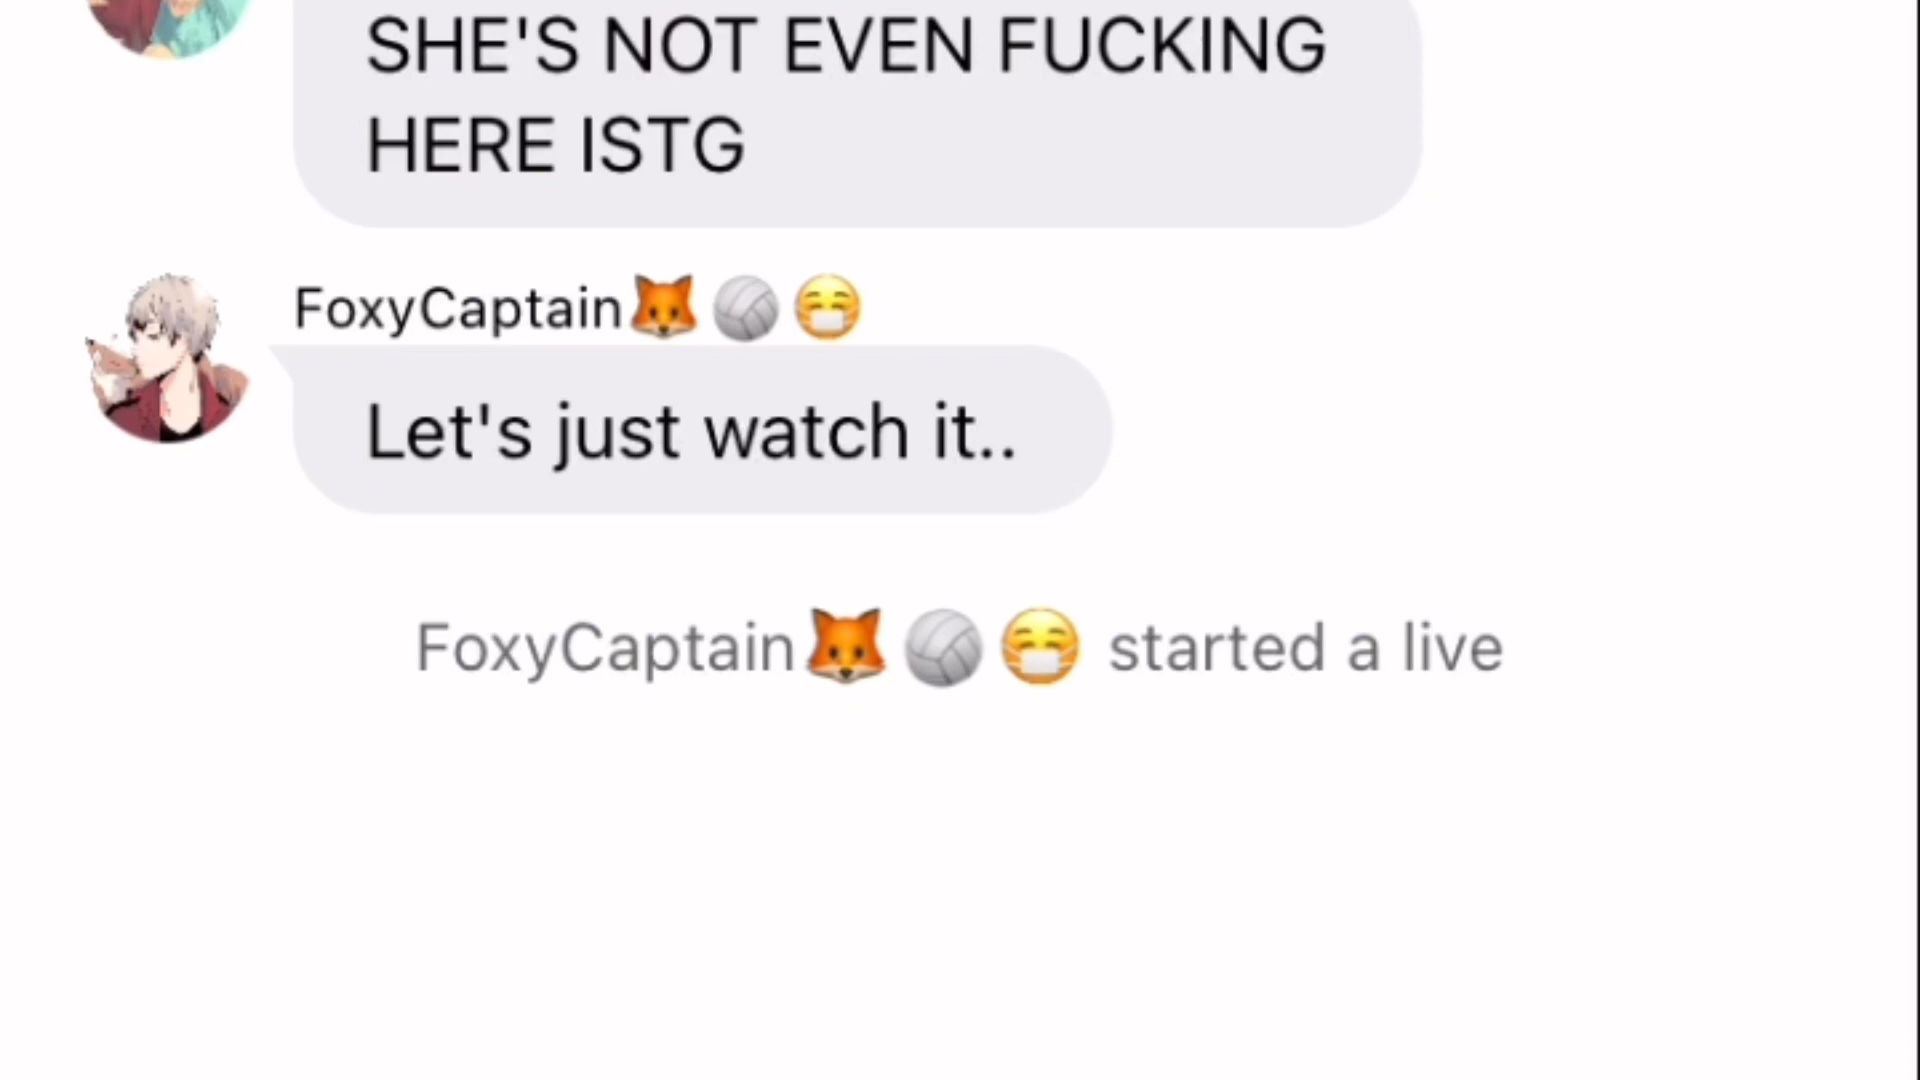 SHE'S NOT EVEN FUCKING
HERE ISTG
FoxyCaptain🦊🏐😷
Let's just watch it..
FoxyCaptain🦊🏐😷 started a live